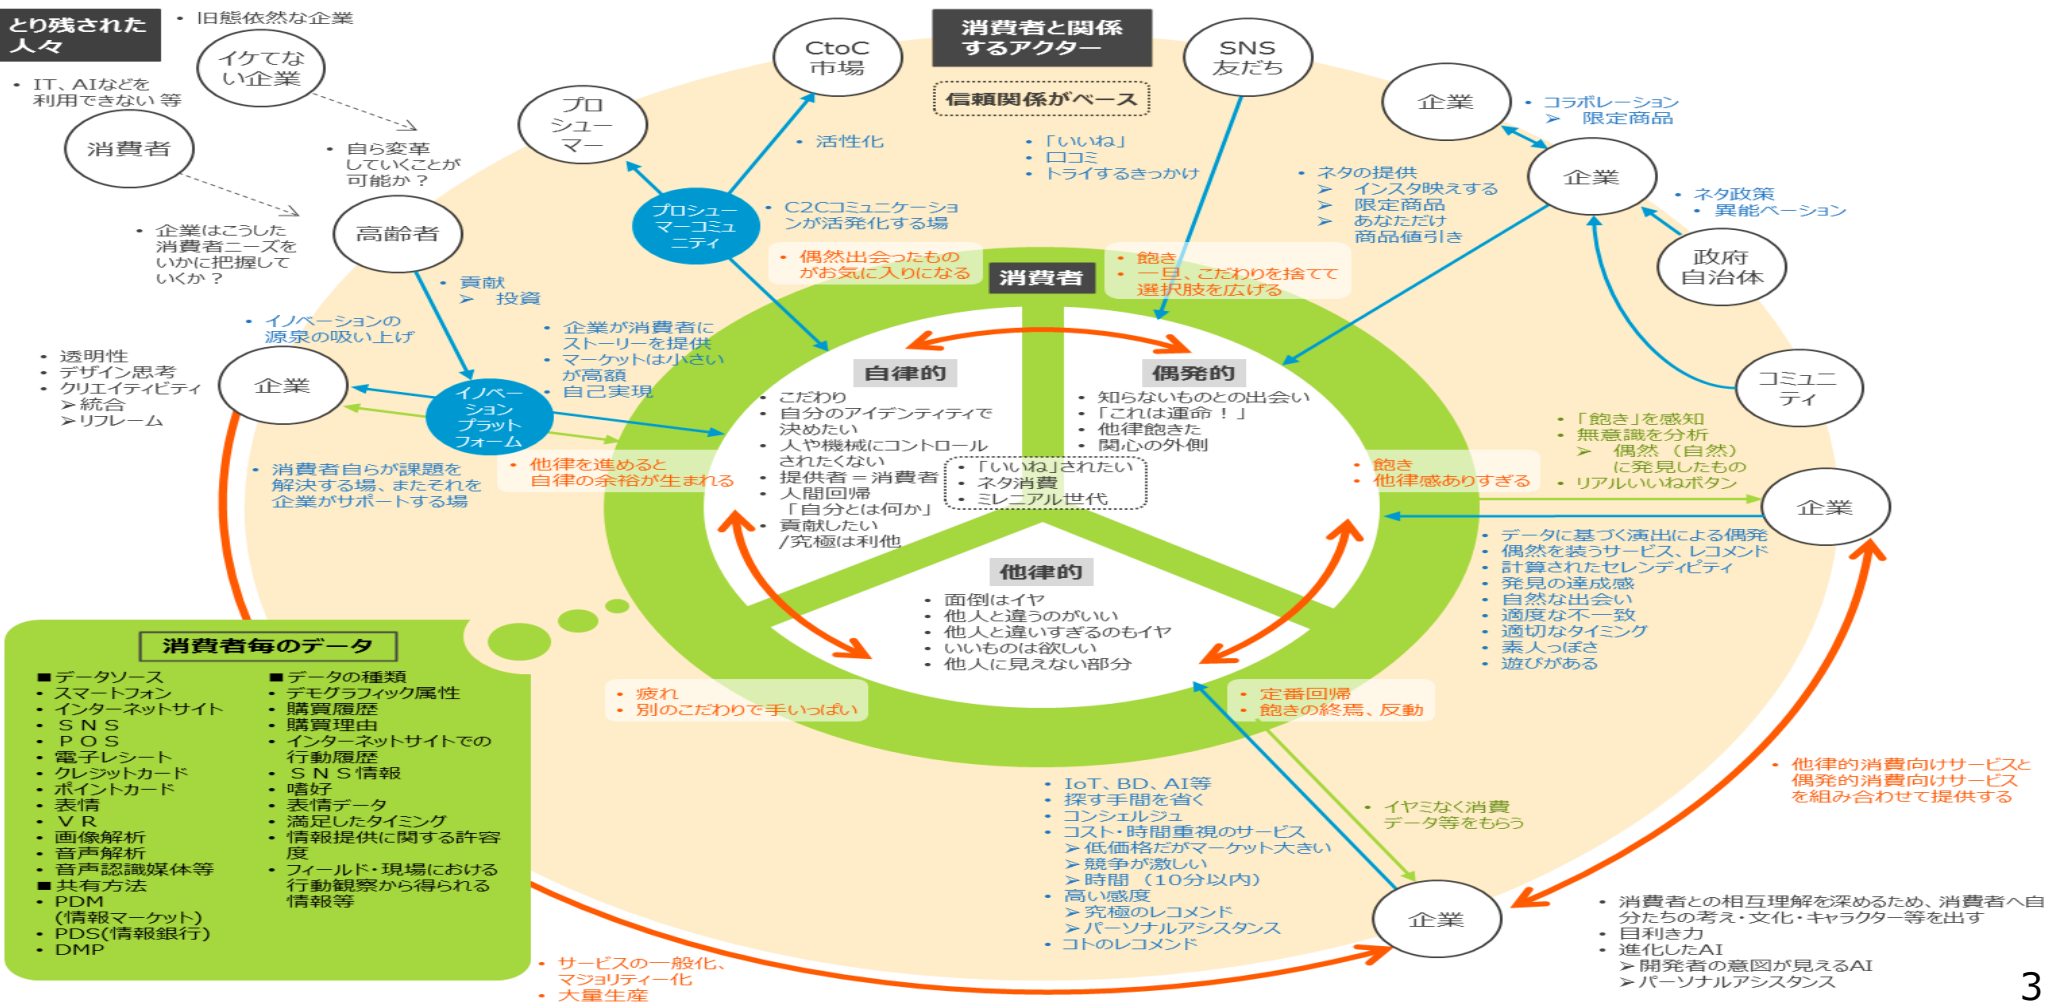 とり残された
人々
• 旧態依然な企業
イケてな
い企業
• IT、AIなどを
利用できない 等
消費者
• 自ら変革
していくことが
可能か？
高齢者
• 企業はこうした
消費者ニーズを
いかに把握して
いくか？
消費者と関係
するアクター
信頼関係がベース
CtoC
市場
プロ
シュー
マー
SNS
友だち
企業
• コラボレーション
➢ 限定商品
企業
• ネタ政策
• 異能ベーション
政府
自治体
コミュニ
ティ
• 活性化
• 「いいね」
• 口コミ
• トライするきっかけ
• ネタの提供
➢ インスタ映えする
➢ 限定商品
➢ あなただけ
商品値引き
プロシュー
マーコミュ
ニティ
• C2Cコミュニケーショ
ンが活発化する場
• 偶然出会ったもの
がお気に入りになる
• 飽き
• 一旦、こだわりを捨てて
選択肢を広げる
• 貢献
➢ 投資
• イノベーションの
源泉の吸い上げ
• 企業が消費者に
ストーリーを提供
• マーケットは小さい
が高額
• 自己実現
• 透明性
• デザイン思考
• クリエイティビティ
➢統合
➢リフレーム
企業
イノベー
ション
プラット
フォーム
• 消費者自らが課題を
解決する場、またそれを
企業がサポートする場
• 他律を進めると
自律の余裕が生まれる
消費者
自律的
• こだわり
• 自分のアイデンティティで
決めたい
• 人や機械にコントロール
されたくない
• 提供者＝消費者
• 人間回帰
「自分とは何か」
• 貢献したい
/究極は利他
偶発的
• 知らないものとの出会い
• 「これは運命！」
• 他律飽きた
• 関心の外側
• 「いいね」されたい
• ネタ消費
• ミレニアル世代
他律的
• 面倒はイヤ
• 他人と違うのがいい
• 他人と違いすぎるのもイヤ
• いいものは欲しい
• 他人に見えない部分
• 飽き
• 他律感ありすぎる
• 「飽き」を感知
• 無意識を分析
➢ 偶然（自然）
に発見したもの
• リアルいいねボタン
企業
• データに基づく演出による偶発
• 偶然を装うサービス、レコメンド
• 計算されたセレンディピティ
• 発見の達成感
• 自然な出会い
• 適度な不一致
• 適切なタイミング
• 素人っぽさ
• 遊びがある
• 疲れ
• 別のこだわりで手いっぱい
• 定番回帰
• 飽きの終焉、反動
消費者毎のデータ
■データソース
• スマートフォン
• インターネットサイト
• ＳＮＳ
• ＰＯＳ
• 電子レシート
• クレジットカード
• ポイントカード
• 表情
• ＶＲ
• 画像解析
• 音声解析
• 音声認識媒体等
■共有方法
• PDM
(情報マーケット)
• PDS(情報銀行)
• DMP
■データの種類
• デモグラフィック属性
• 購買履歴
• 購買理由
• インターネットサイトでの
行動履歴
• ＳＮＳ情報
• 嗜好
• 表情データ
• 満足したタイミング
• 情報提供に関する許容
度
• フィールド・現場における
行動観察から得られる
情報等
• IoT、BD、AI等
• 探す手間を省く
• コンシェルジュ
• コスト・時間重視のサービス
➢低価格だがマーケット大きい
➢競争が激しい
➢時間（10分以内）
• 高い感度
➢究極のレコメンド
➢パーソナルアシスタンス
• コトのレコメンド
• イヤミなく消費
データ等をもらう
企業
• 他律的消費向けサービスと
偶発的消費向けサービス
を組み合わせて提供する
• サービスの一般化、
マジョリティー化
• 大量生産
• 消費者との相互理解を深めるため、消費者へ自
分たちの考え・文化・キャラクター等を出す
• 目利き力
• 進化したAI
➢開発者の意図が見えるAI
➢パーソナルアシスタンス
3